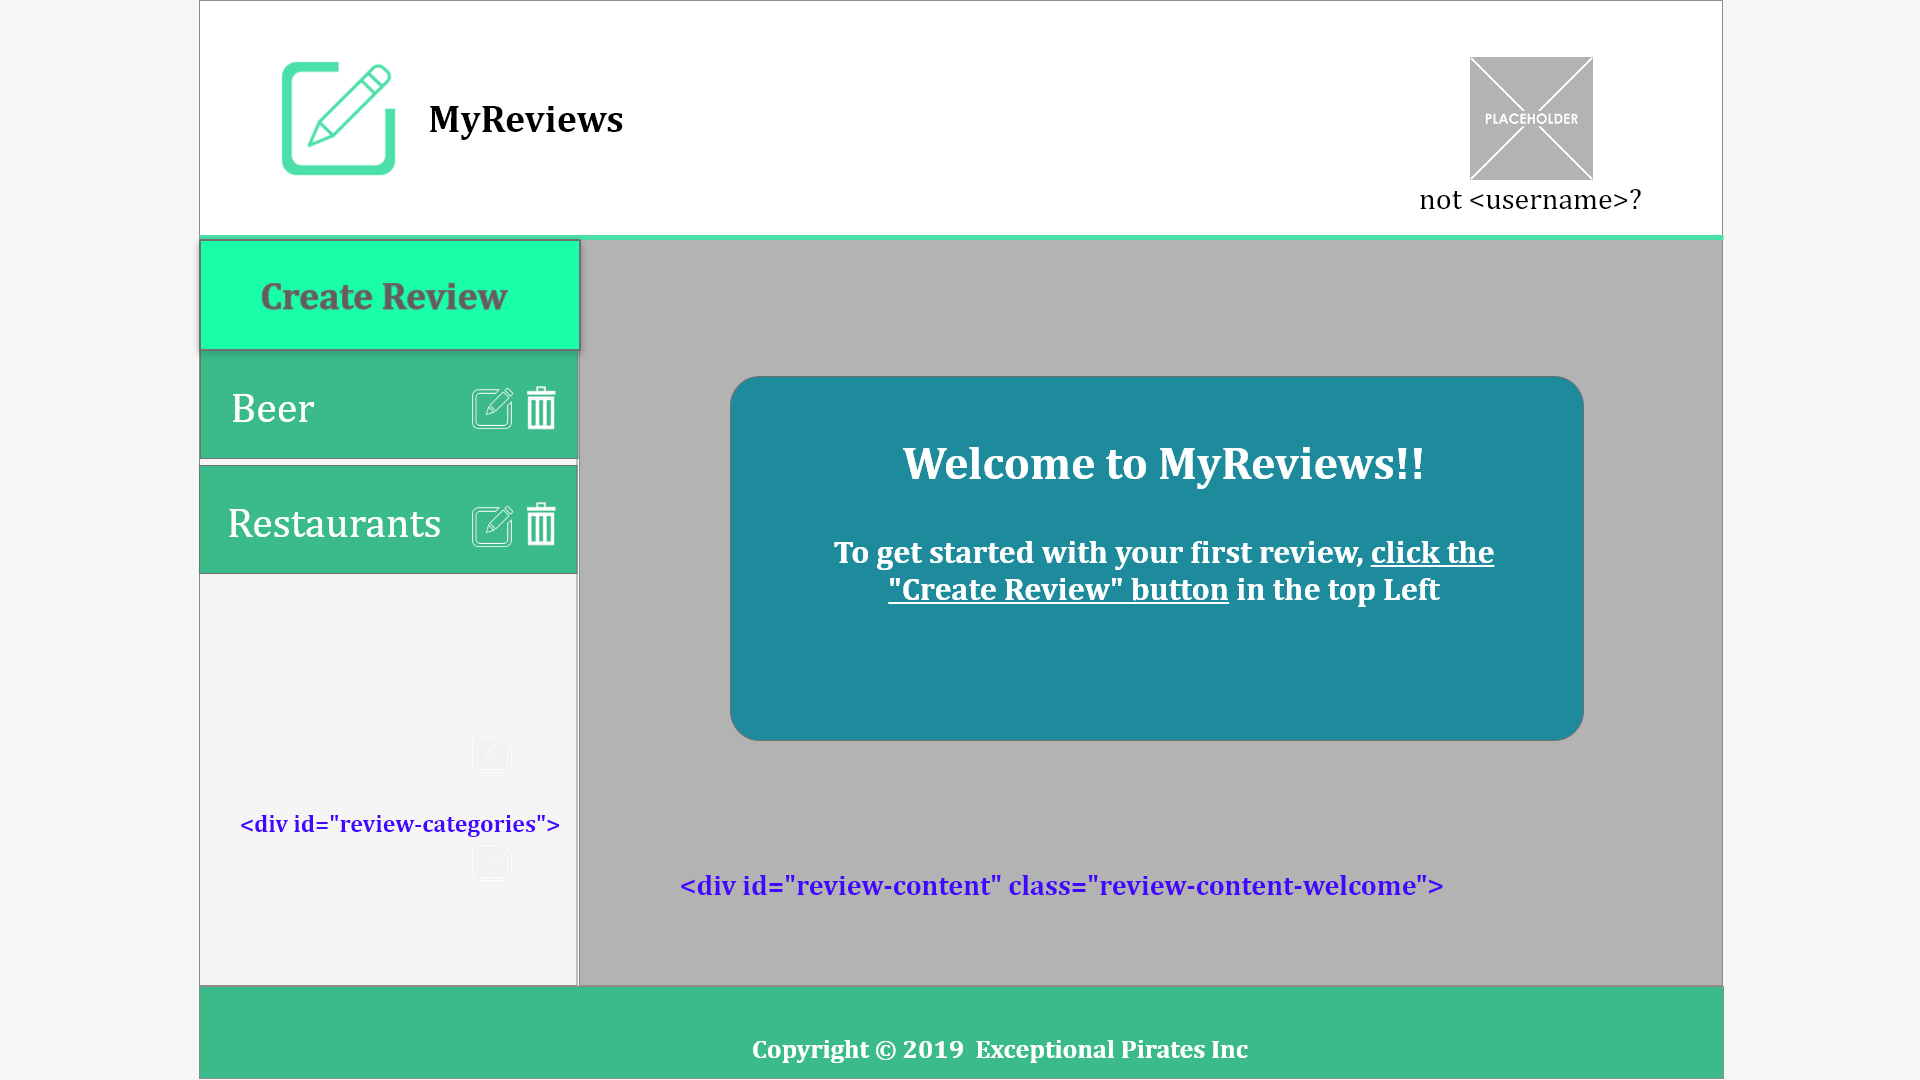 MyReviews
PLACEHOLDER
not <username>?
Create Review
Beer
Restaurants
Welcome to MyReviews!!
To get started with your first review, click the
"Create Review" button in the top Left
<div id="review-categories">
<div id="review-content" class="review-content-welcome">
Copyright © 2019  Exceptional Pirates Inc